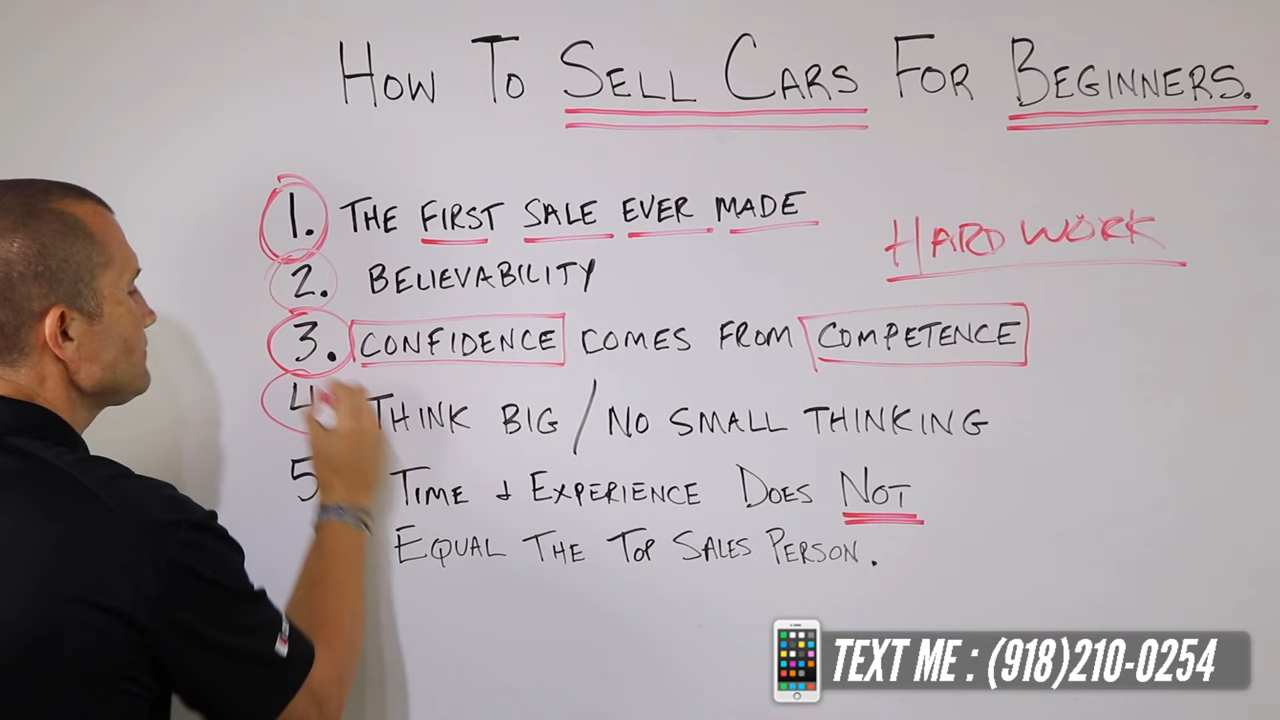 HOW TO SELL CARS FOR BEGINNERS.
1. THE FIRST SALE EVER MADE
HARD WORK
2. BELIEVABILITY
3. CONFIDENCE COMES FROM COMPETENCE
4 THINK BIG / NO SMALL THINKING
5 TIME & EXPERIENCE DOES NOT
EQUAL THE TOP SALES PERSON.
TEXT ME : (918)210-0254